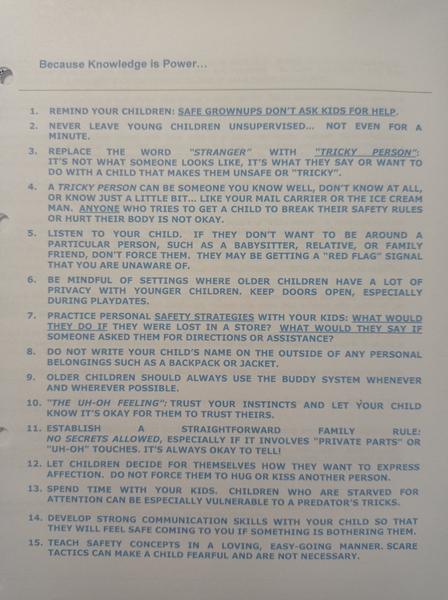 Because Knowledge is Power...
1. REMIND YOUR CHILDREN: SAFE GROWNUPS DON'T ASK KIDS FOR HELP.
2. NEVER LEAVE YOUNG CHILDREN UNSUPERVISED... NOT EVEN FOR A
MINUTE.
3. REPLACE THE WORD "STRANGER" WITH "TRICKY PERSON":
IT'S NOT WHAT SOMEONE LOOKS LIKE, IT'S WHAT THEY SAY OR WANT TO
DO WITH A CHILD THAT MAKES THEM UNSAFE OR "TRICKY".
4. A TRICKY PERSON CAN BE SOMEONE YOU KNOW WELL, DON'T KNOW AT ALL,
OR KNOW JUST A LITTLE BIT... LIKE YOUR MAIL CARRIER OR THE ICE CREAM
MAN. ANYONE WHO TRIES TO GET A CHILD TO BREAK THEIR SAFETY RULES
OR HURT THEIR BODY IS NOT OKAY.
5. LISTEN TO YOUR CHILD. IF THEY DON'T WANT TO BE AROUND A
PARTICULAR PERSON, SUCH AS A BABYSITTER, RELATIVE, OR FAMILY
FRIEND, DON'T FORCE THEM. THEY MAY BE GETTING A "RED FLAG" SIGNAL
THAT YOU ARE UNAWARE OF.
6. BE MINDFUL OF SETTINGS WHERE OLDER CHILDREN HAVE A LOT OF
PRIVACY WITH YOUNGER CHILDREN. KEEP DOORS OPEN, ESPECIALLY
DURING PLAYDATES.
7. PRACTICE PERSONAL SAFETY STRATEGIES WITH YOUR KIDS: WHAT WOULD
THEY DO IF THEY WERE LOST IN A STORE? WHAT WOULD THEY SAY IF
SOMEONE ASKED THEM FOR DIRECTIONS OR ASSISTANCE?
8. DO NOT WRITE YOUR CHILD'S NAME ON THE OUTSIDE OF ANY PERSONAL
BELONGINGS SUCH AS A BACKPACK OR JACKET.
9. OLDER CHILDREN SHOULD ALWAYS USE THE BUDDY SYSTEM WHENEVER
AND WHEREVER POSSIBLE.
10. "THE UH-OH FEELING": TRUST YOUR INSTINCTS AND LET YOUR CHILD
KNOW IT'S OKAY FOR THEM TO TRUST THEIRS.
11. ESTABLISH A STRAIGHTFORWARD FAMILY RULE:
NO SECRETS ALLOWED, ESPECIALLY IF IT INVOLVES "PRIVATE PARTS" OR
"UH-OH" TOUCHES. IT'S ALWAYS OKAY TO TELL!
12. LET CHILDREN DECIDE FOR THEMSELVES HOW THEY WANT TO EXPRESS
AFFECTION. DO NOT FORCE THEM TO HUG OR KISS ANOTHER PERSON.
13. SPEND TIME WITH YOUR KIDS. CHILDREN WHO ARE STARVED FOR
ATTENTION CAN BE ESPECIALLY VULNERABLE TO A PREDATOR'S TRICKS.
14. DEVELOP STRONG COMMUNICATION SKILLS WITH YOUR CHILD SO THAT
THEY WILL FEEL SAFE COMING TO YOU IF SOMETHING IS BOTHERING THEM.
15. TEACH SAFETY CONCEPTS IN A LOVING, EASY-GOING MANNER. SCARE
TACTICS CAN MAKE A CHILD FEARFUL AND ARE NOT NECESSARY.